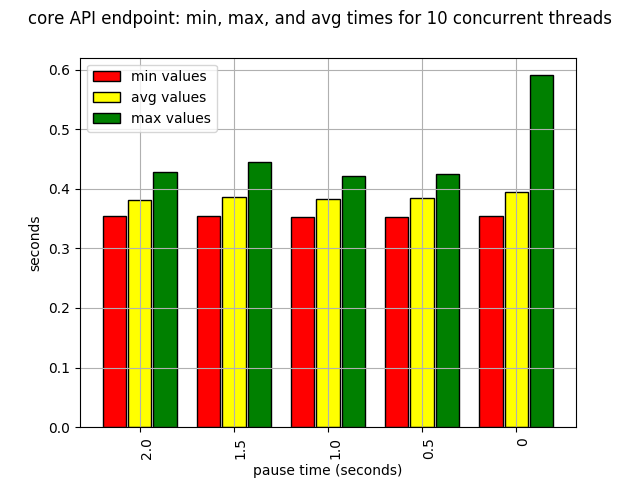 core API endpoint: min, max, and avg times for 10 concurrent threads
min values
avg values
max values
0.6
0.5
0.4
0.3
0.2
0.1
0.0
seconds
2.0
1.5
1.0
0.5
0
pause time (seconds)